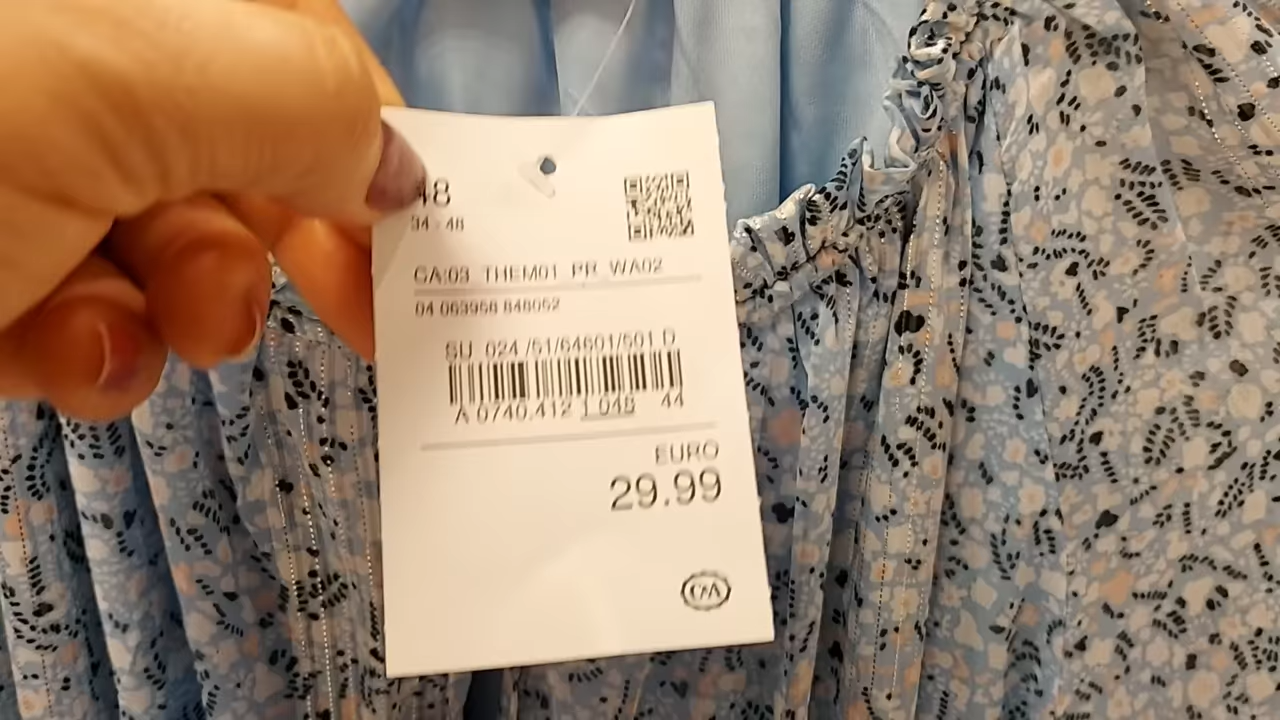 48
34 - 48
CA:03 THEM01 PR WA02
04 063958 848052
SU 024 /51/64601/501 D
A 0740.412 1 048 44
EURO
29.99
C&A